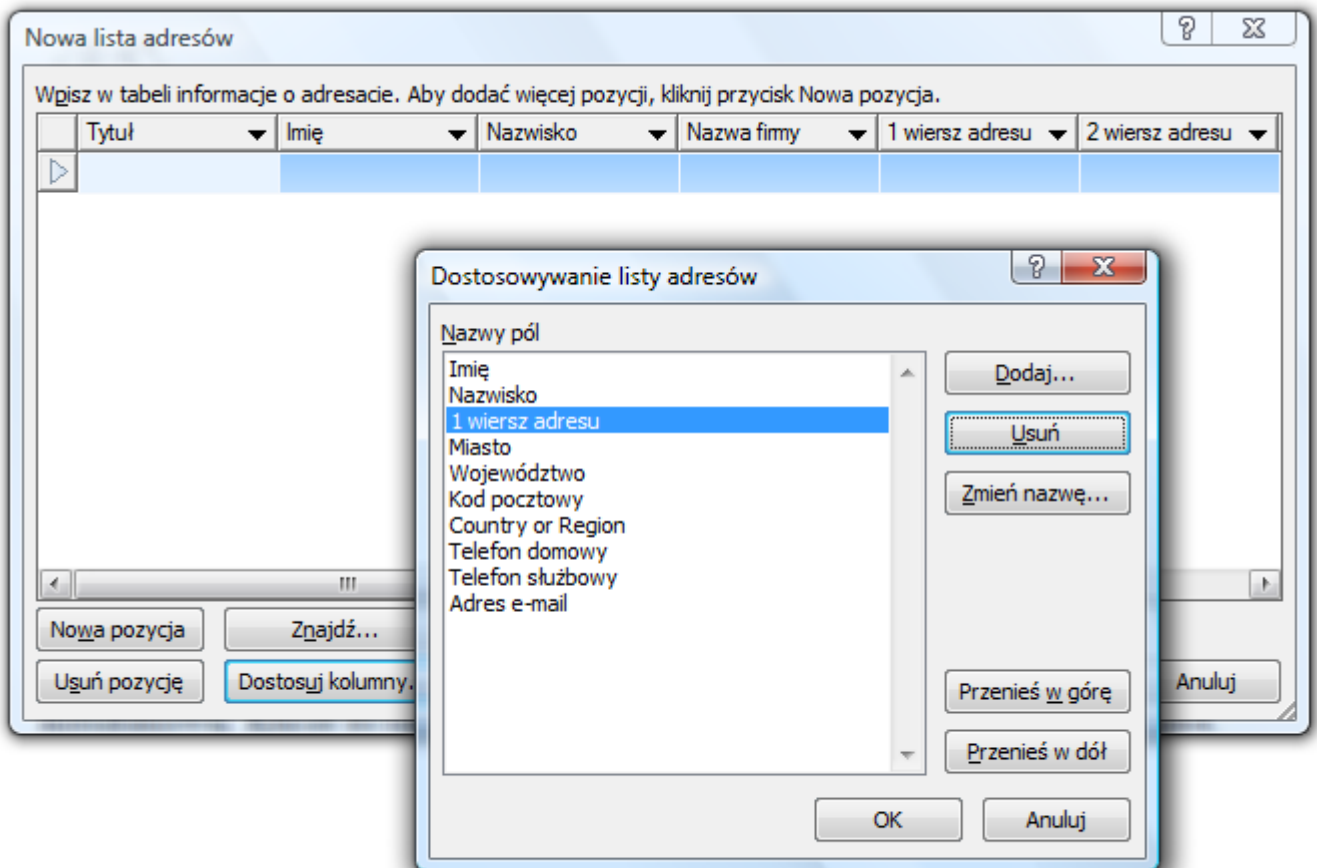 Nowa lista adresów
Wpisz w tabeli informacje o adresacie. Aby dodać więcej pozycji, kliknij przycisk Nowa pozycja.
Tytuł Imię Nazwisko Nazwa firmy 1 wiersz adresu 2 wiersz adresu
Dostosowywanie listy adresów
Nazwy pól
Imię
Nazwisko
1 wiersz adresu
Miasto
Województwo
Kod pocztowy
Country or Region
Telefon domowy
Telefon służbowy
Adres e-mail
Dodaj...
Usuń
Zmień nazwę...
Przenieś w górę
Przenieś w dół
OK Anuluj
Nowa pozycja Znajdź...
Usuń pozycję Dostosuj kolumny. Anuluj